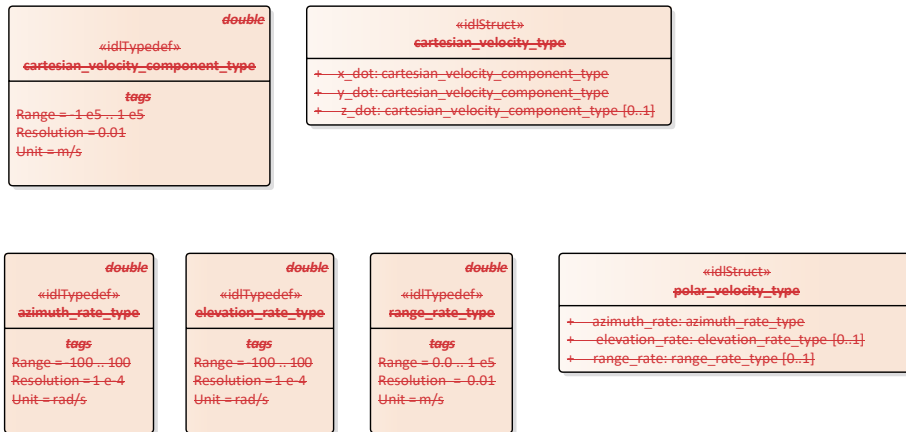 double
«idlTypedef»
cartesian_velocity_component_type
tags
Range = -1 e5 .. 1 e5
Resolution = 0.01
Unit = m/s
«idlStruct»
cartesian_velocity_type
+ x_dot: cartesian_velocity_component_type
+ y_dot: cartesian_velocity_component_type
+ z_dot: cartesian_velocity_component_type [0..1]
double
«idlTypedef»
azimuth_rate_type
tags
Range = -100 .. 100
Resolution = 1 e-4
Unit = rad/s
double
«idlTypedef»
elevation_rate_type
tags
Range = -100 .. 100
Resolution = 1 e-4
Unit = rad/s
double
«idlTypedef»
range_rate_type
tags
Range = 0.0 .. 1 e5
Resolution = 0.01
Unit = m/s
«idlStruct»
polar_velocity_type
+ azimuth_rate: azimuth_rate_type
+ elevation_rate: elevation_rate_type [0..1]
+ range_rate: range_rate_type [0..1]